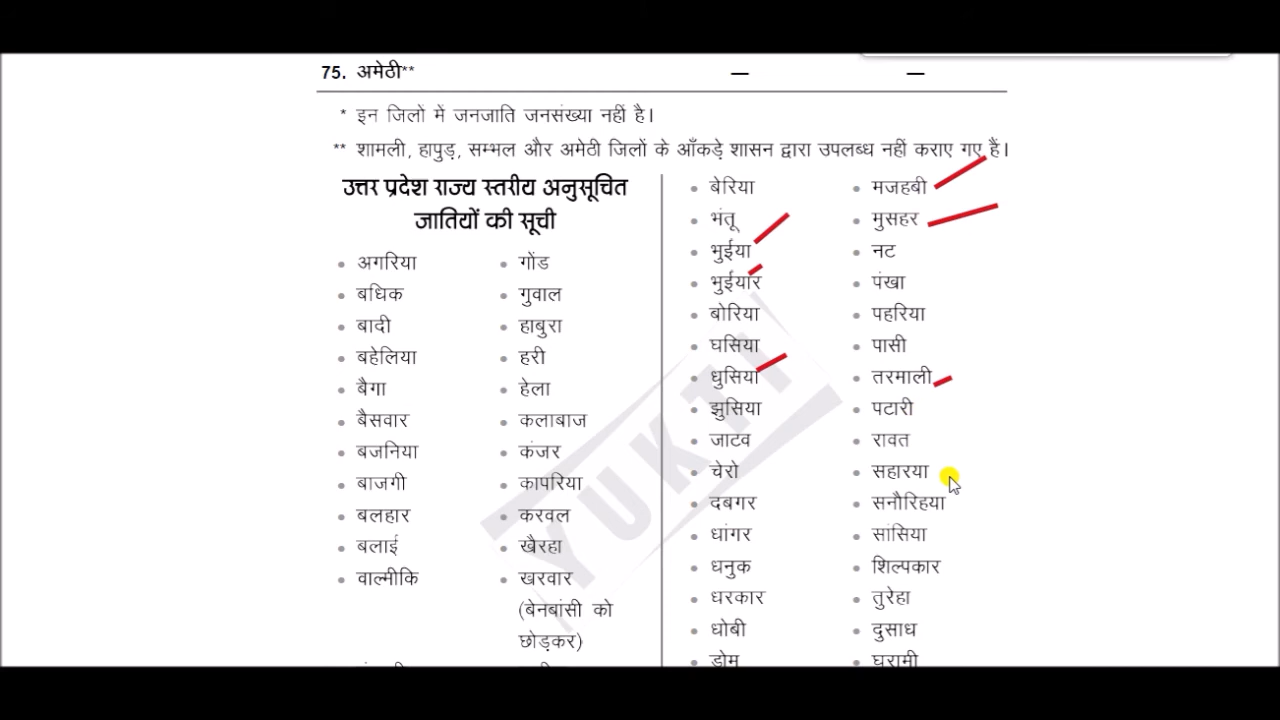 75. अमेठी** — —
* इन जिलों में जनजाति जनसंख्या नहीं है।
** शामली, हापुड़, सम्भल और अमेठी जिलों के आँकड़े शासन द्वारा उपलब्ध नहीं कराए गए हैं।
उत्तर प्रदेश राज्य स्तरीय अनुसूचित
जातियों की सूची
• अगरिया
• बधिक
• बादी
• बहेलिया
• बैगा
• बैसवार
• बजनिया
• बाजगी
• बलहार
• बलाई
• वाल्मीकि
• गोंड
• गुवाल
• हाबुरा
• हरी
• हेला
• कलाबाज
• कंजर
• कापरिया
• करवल
• खैरहा
• खरवार
(बेनबांसी को
छोड़कर)
• बेरिया
• भंतू
• भुईया
• भुईयार
• बोरिया
• घसिया
• धुसिया
• झुसिया
• जाटव
• चेरो
• दबगर
• धांगर
• धनुक
• धरकार
• धोबी
• डोम
• मजहबी
• मुसहर
• नट
• पंखा
• पहरिया
• पासी
• तरमाली
• पटारी
• रावत
• सहारया
• सनौरिहया
• सांसिया
• शिल्पकार
• तुरेहा
• दुसाध
• घरामी
YUKTI